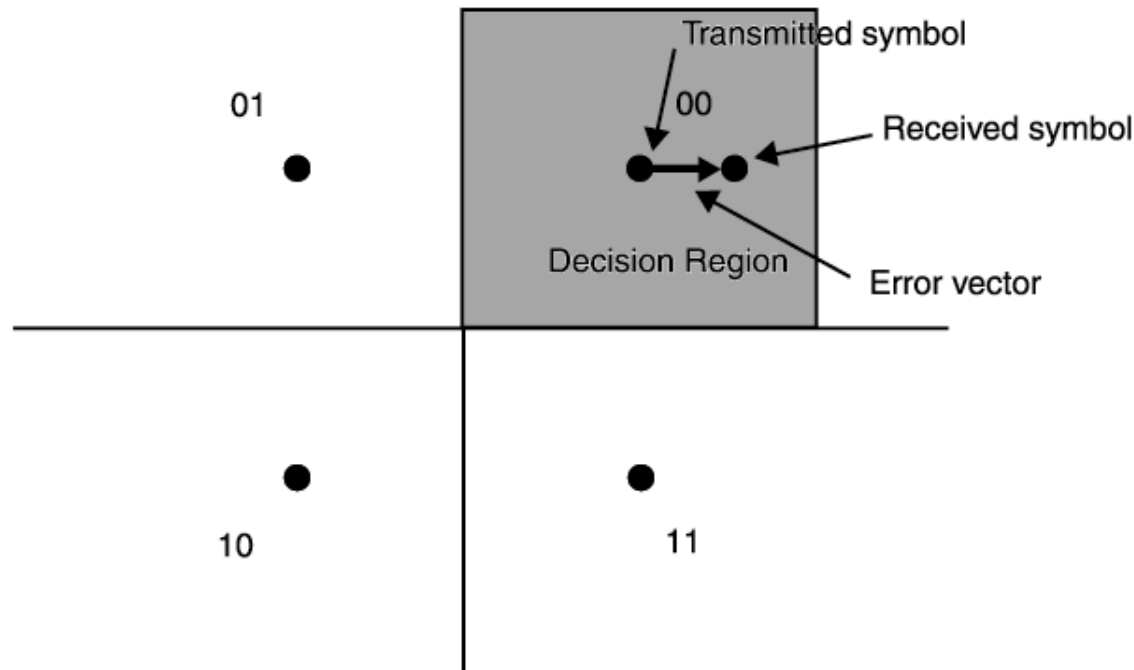 Transmitted symbol
01
00
Received symbol
Decision Region
Error vector
10
11